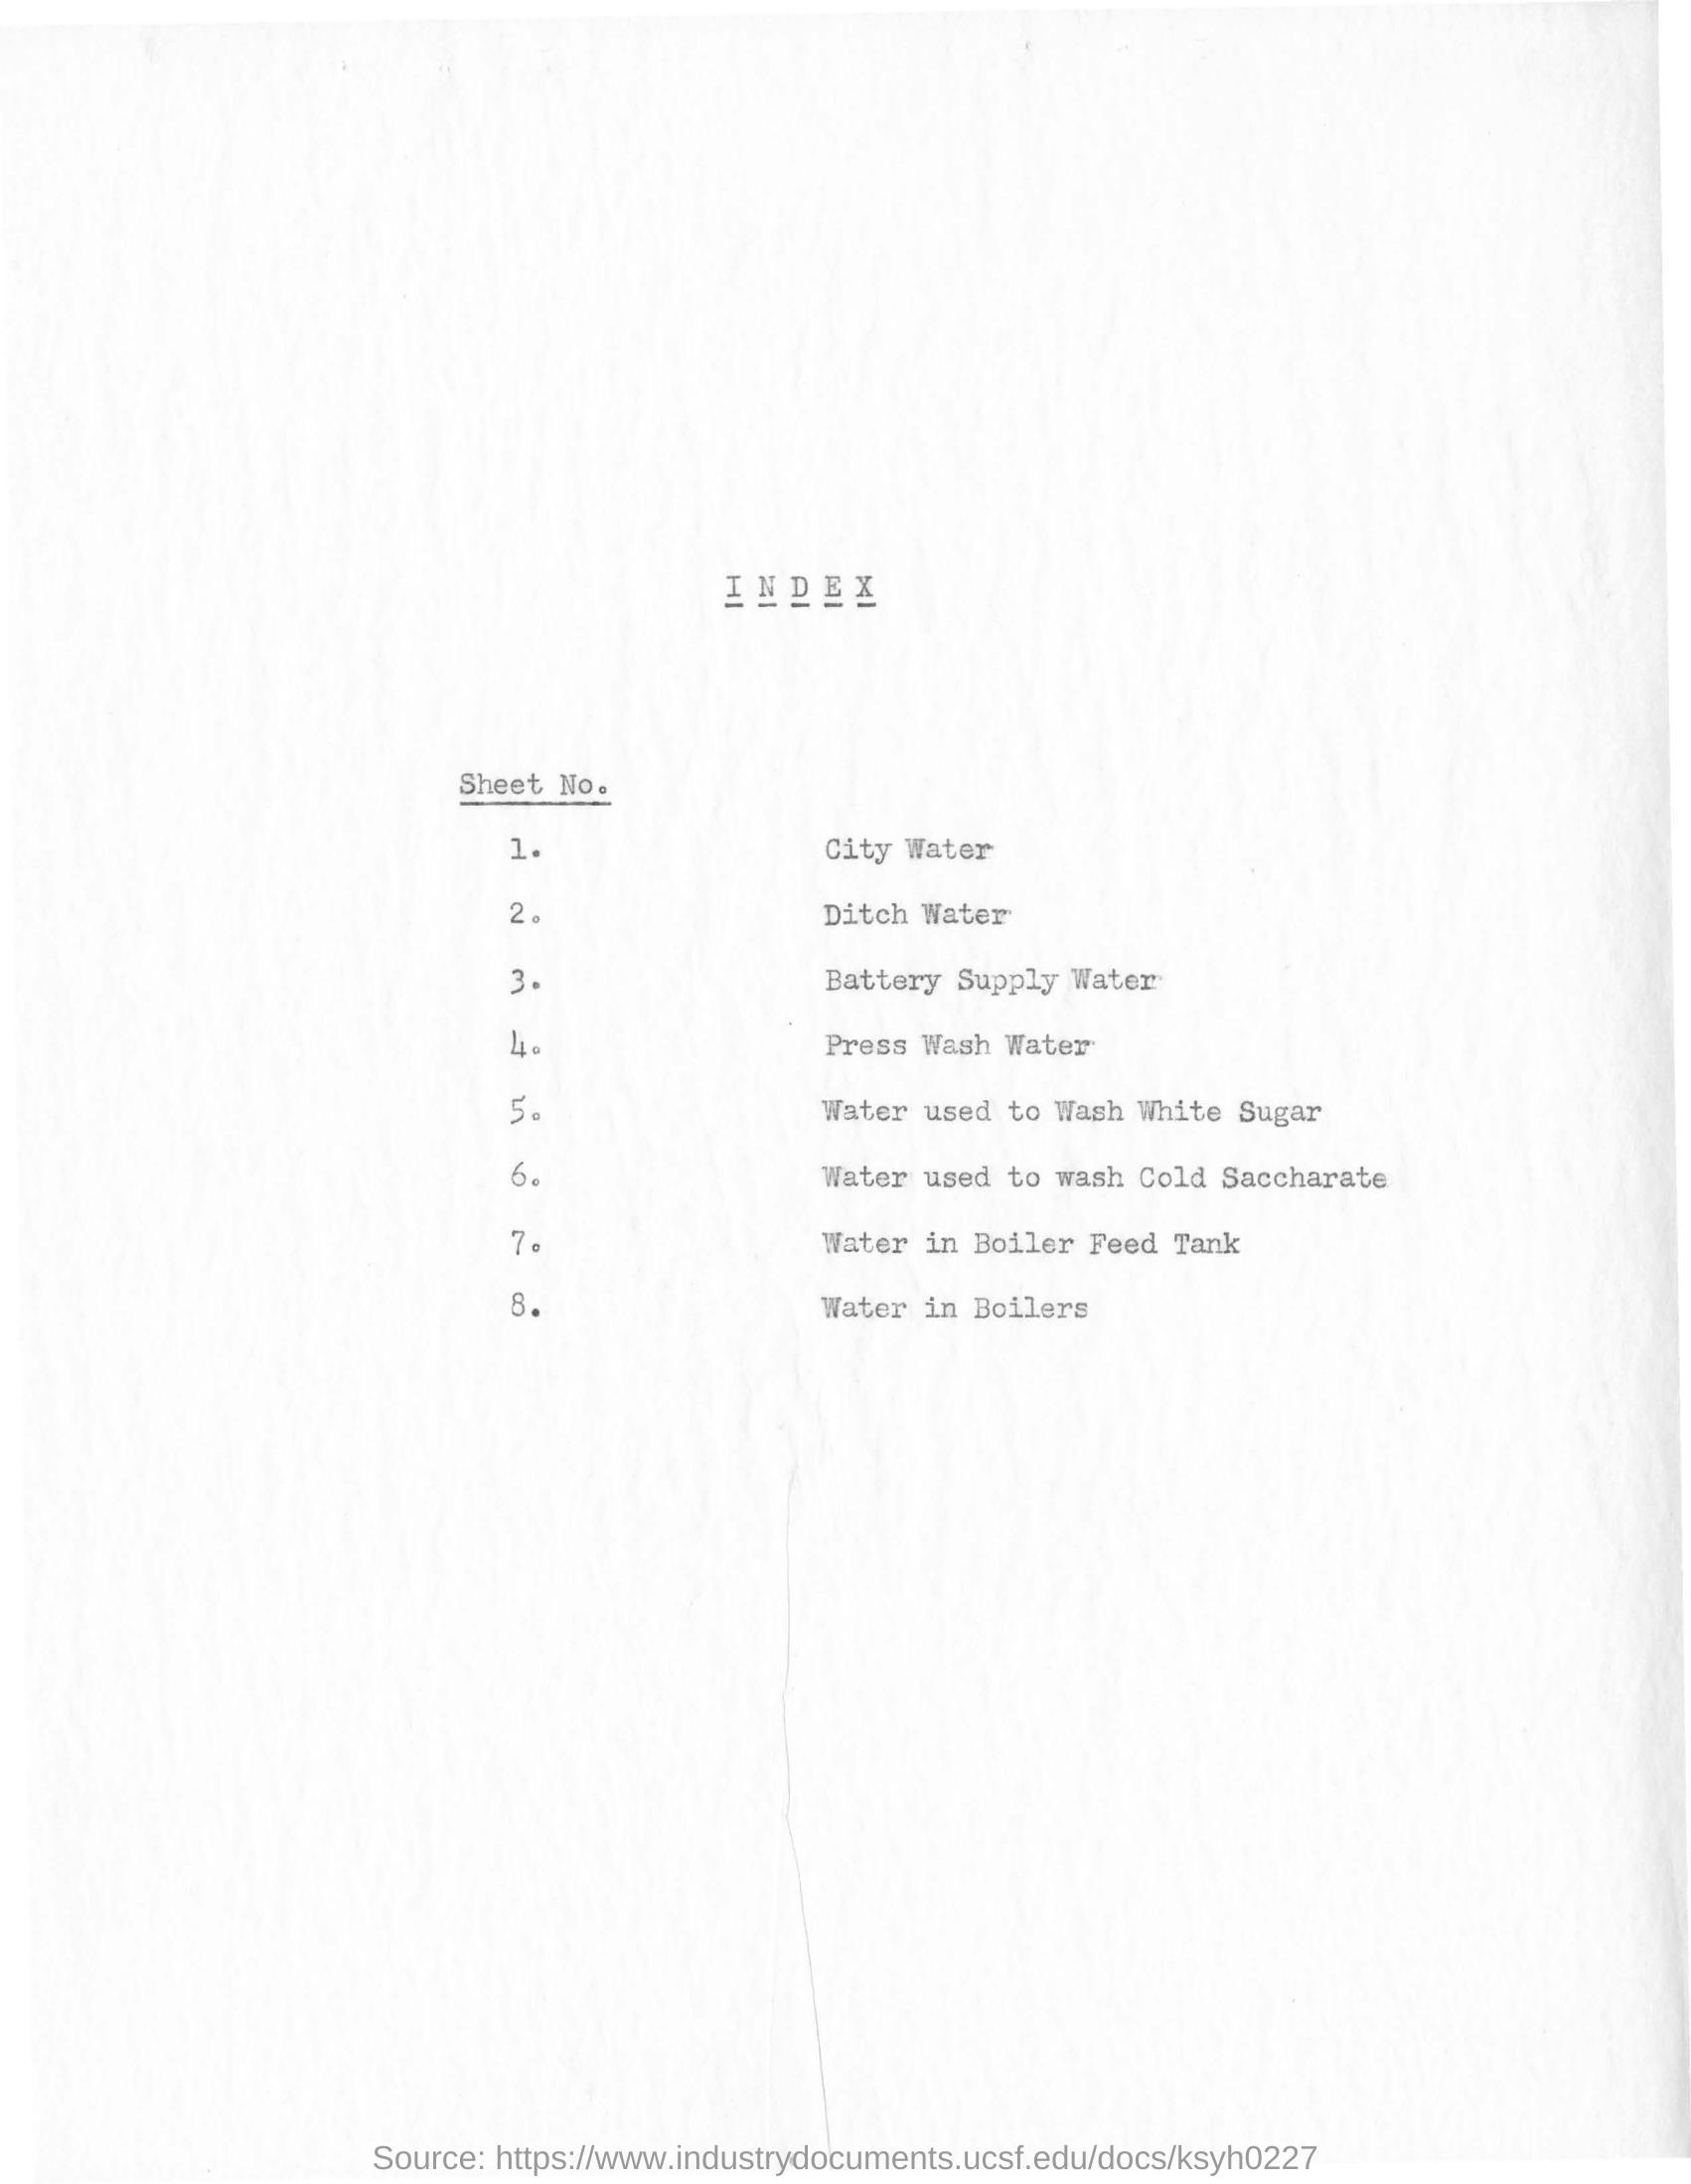 I N D E X
Sheet No.
1. City Water
2. Ditch Water
3. Battery Supply Water
4. Press Wash Water
5. Water used to Wash White Sugar
6. Water used to wash Cold Saccharate
7. Water in Boiler Feed Tank
8. Water in Boilers
Source: https://www.industrydocuments.ucsf.edu/docs/ksyh0227